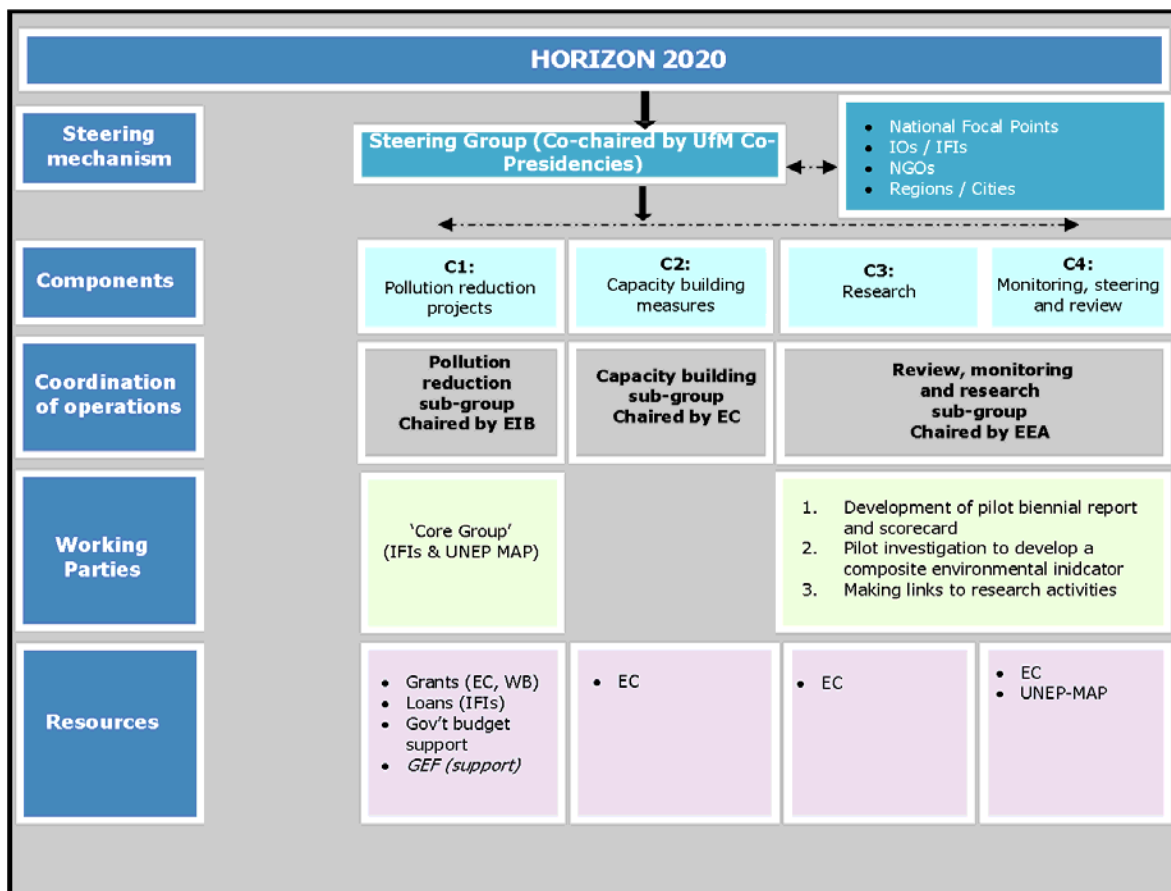 HORIZON 2020
Steering
mechanism
Steering Group (Co-chaired by UfM Co-
Presidencies)
• National Focal Points
• IOs / IFIs
• NGOs
• Regions / Cities
Components
C1:
Pollution reduction
projects
C2:
Capacity building
measures
C3:
Research
C4:
Monitoring, steering
and review
Coordination
of operations
Pollution
reduction
sub-group
Chaired by EIB
Capacity building
sub-group
Chaired by EC
Review, monitoring
and research
sub-group
Chaired by EEA
Working
Parties
‘Core Group’
(IFIs & UNEP MAP)
1. Development of pilot biennial report
and scorecard
2. Pilot investigation to develop a
composite environmental inidcator
3. Making links to research activities
Resources
• Grants (EC, WB)
• Loans (IFIs)
• Gov’t budget
support
• GEF (support)
• EC
• EC
• EC
• UNEP-MAP